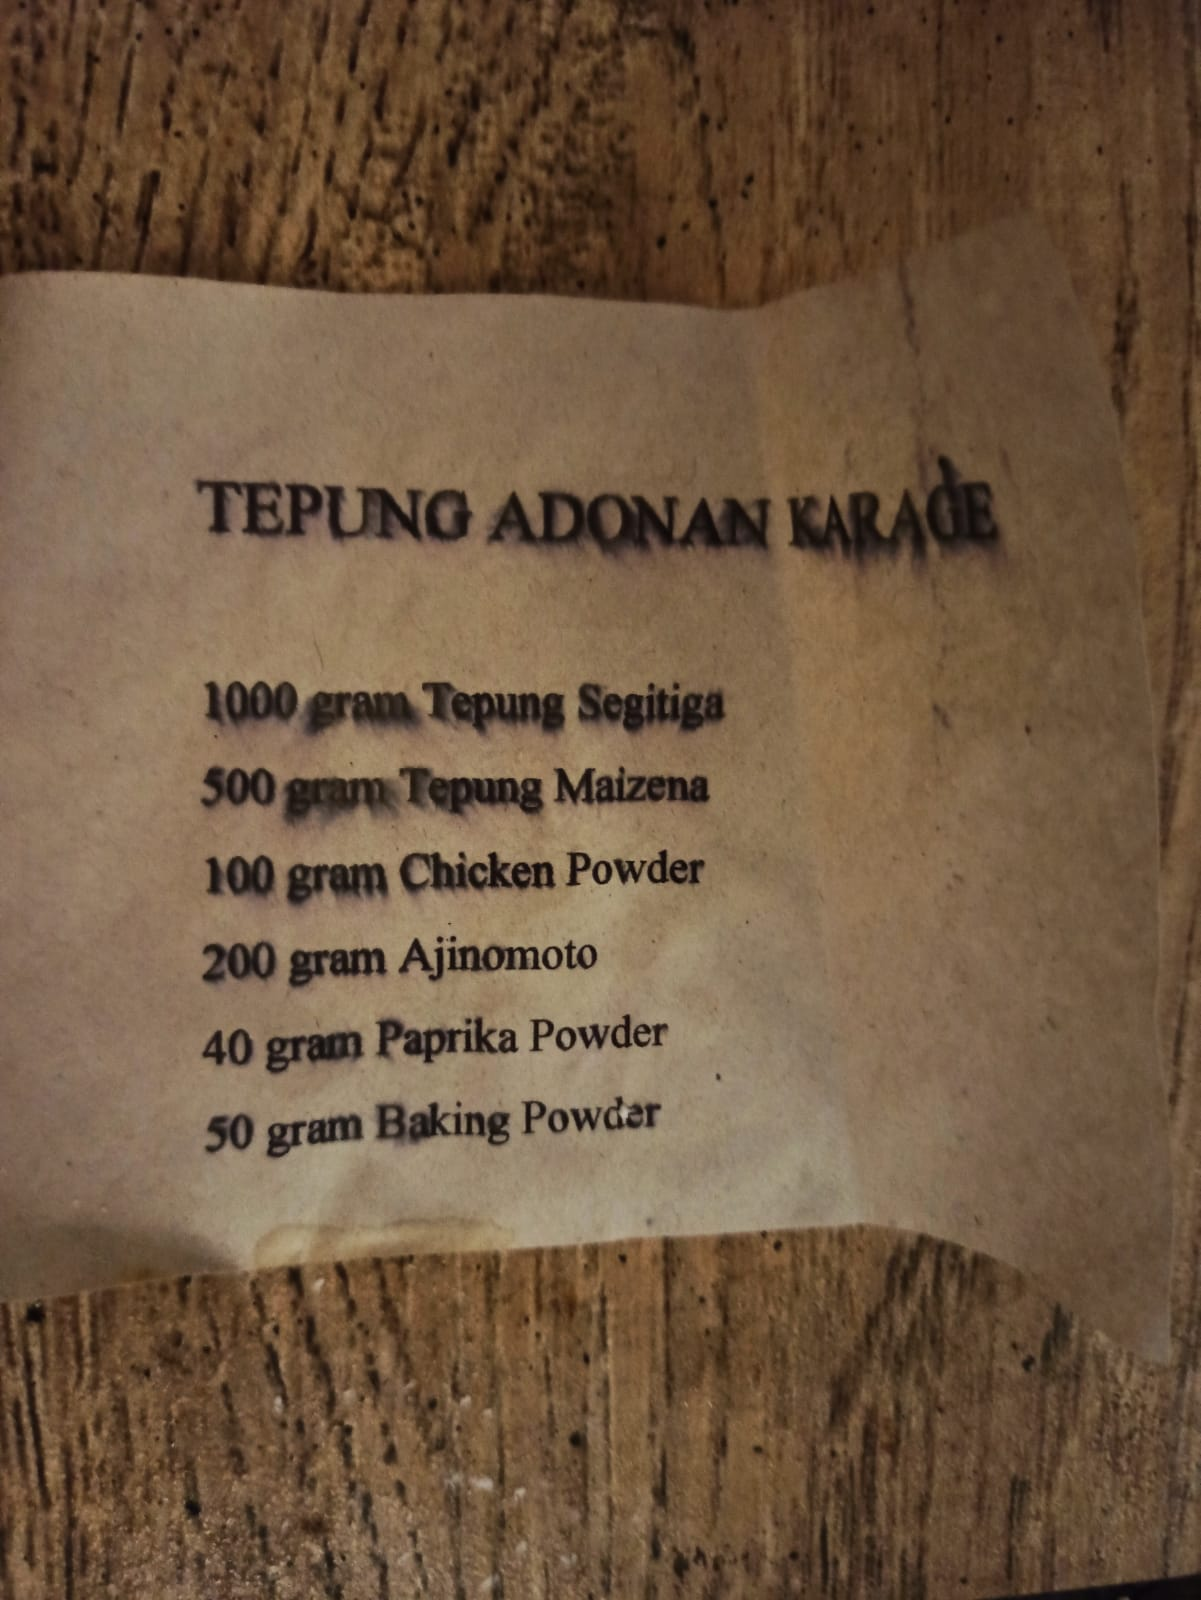 TEPUNG ADONAN KARAGE
1000 gram Tepung Segitiga
500 gram Tepung Maizena
100 gram Chicken Powder
200 gram Ajinomoto
40 gram Paprika Powder
50 gram Baking Powder